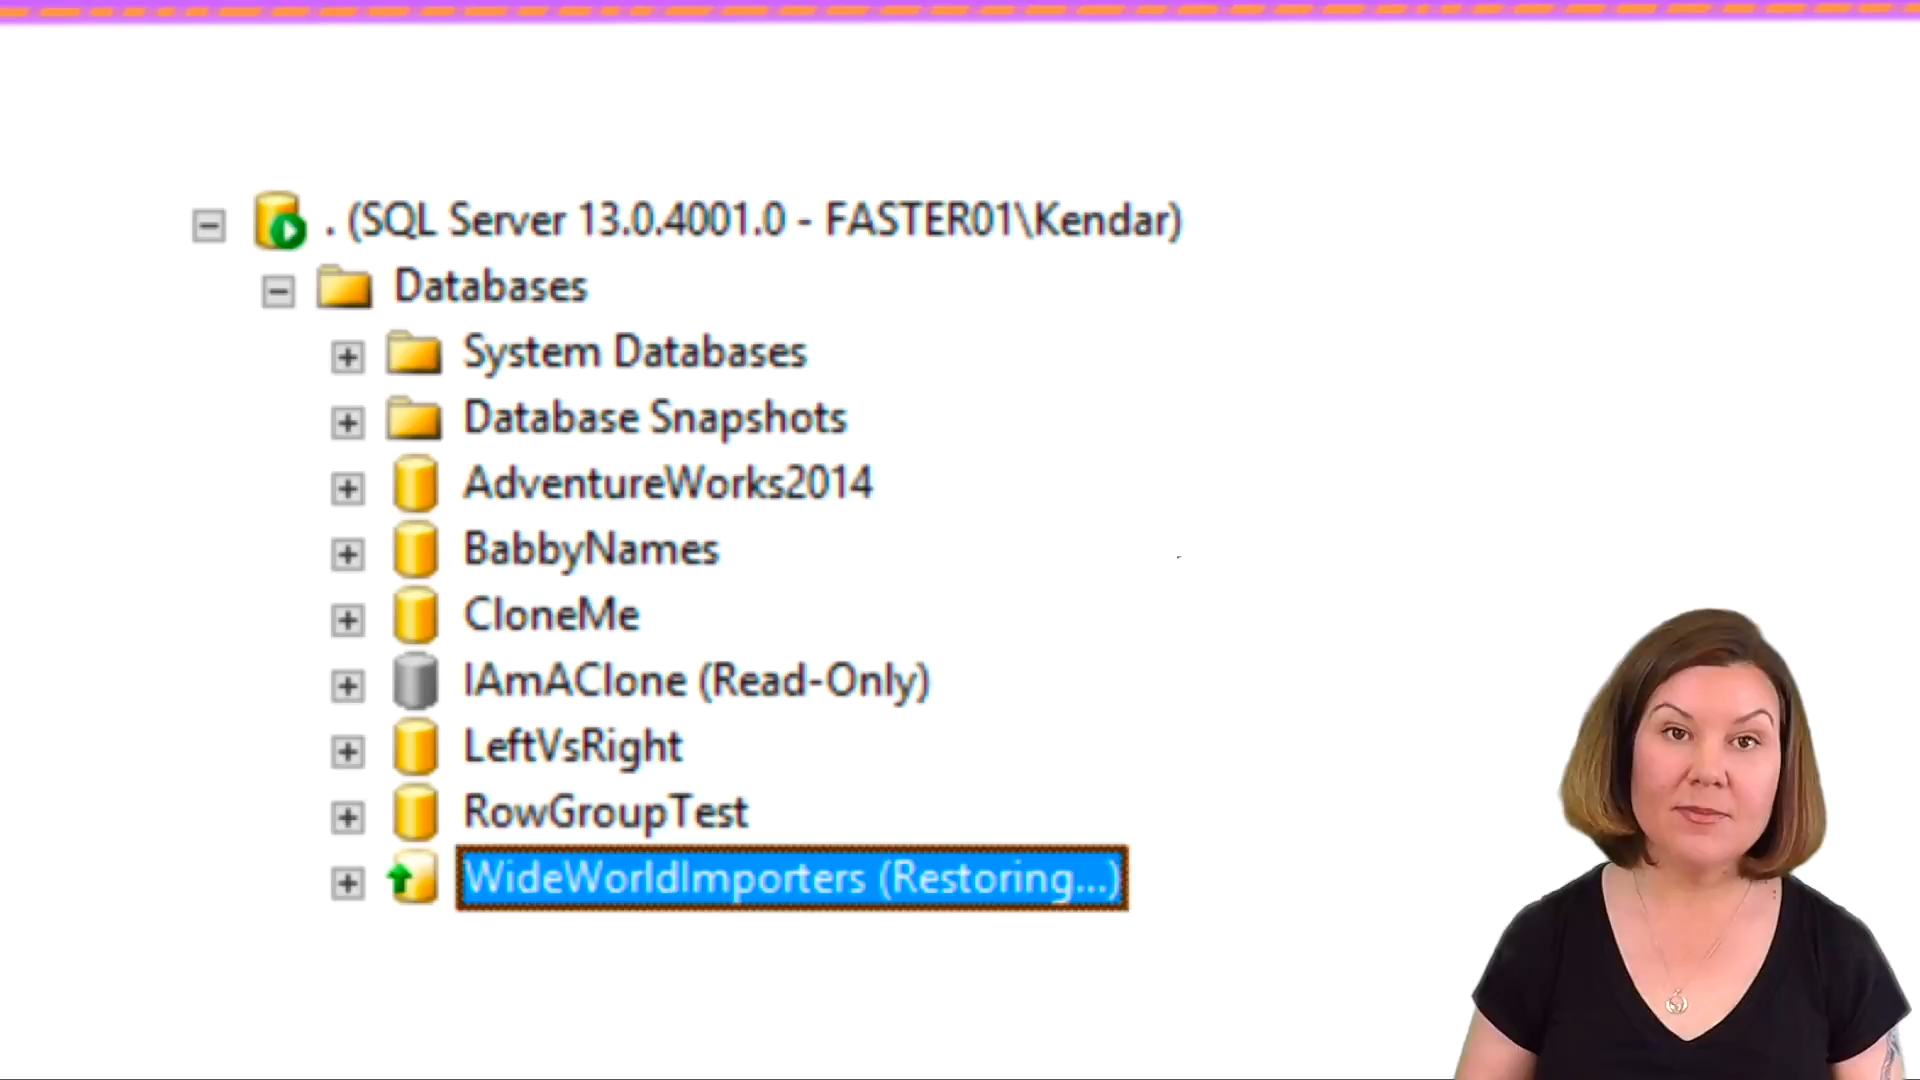 . (SQL Server 13.0.4001.0 - FASTER01\Kendar)
Databases
System Databases
Database Snapshots
AdventureWorks2014
BabbyNames
CloneMe
IAmAClone (Read-Only)
LeftVsRight
RowGroupTest
WideWorldImporters (Restoring...)